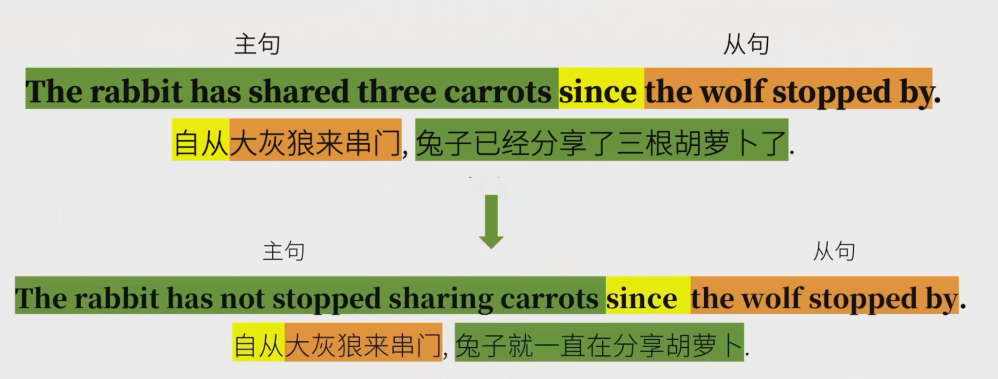 主句 从句
The rabbit has shared three carrots since the wolf stopped by.
自从大灰狼来串门, 兔子已经分享了三根胡萝卜了.
主句 从句
The rabbit has not stopped sharing carrots since the wolf stopped by.
自从大灰狼来串门, 兔子就一直在分享胡萝卜.